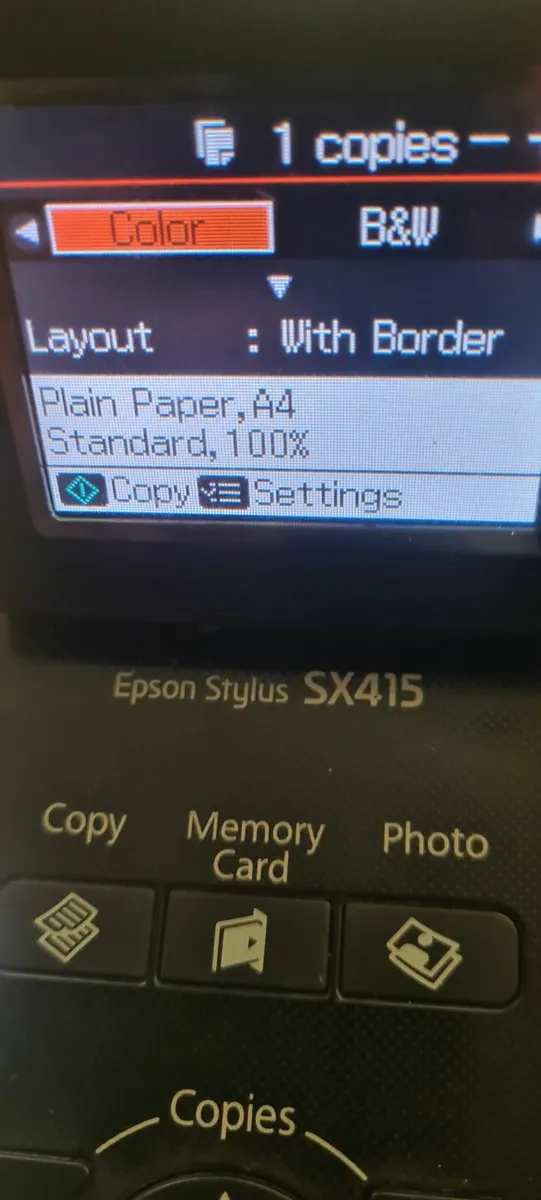 1 copies
Color B&W
Layout : With Border
Plain Paper, A4
Standard, 100%
Copy Settings
Epson Stylus SX415
Copy Memory Card Photo
Copies